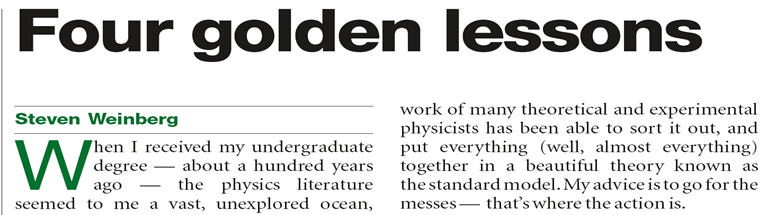 Four golden lessons
Steven Weinberg
When I received my undergraduate
degree — about a hundred years
ago — the physics literature
seemed to me a vast, unexplored ocean,
work of many theoretical and experimental
physicists has been able to sort it out, and
put everything (well, almost everything)
together in a beautiful theory known as
the standard model. My advice is to go for the
messes — that's where the action is.